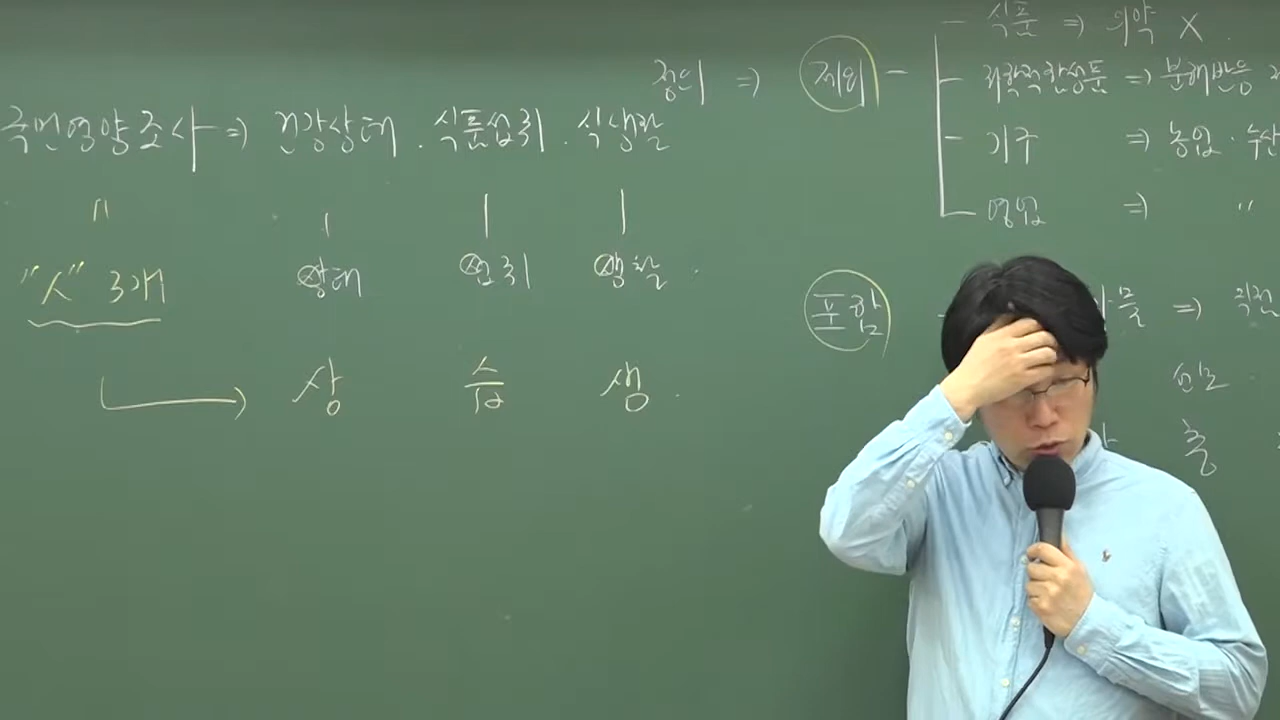 국민영양조사 ⇒ 건강상태 . 식품섭취 . 식생활
"
"ㅅ" 3개
상태
섭취
생활 .
상 습 생 .
정의 ⇒ 제외
식품 ⇒ 의약 X .
화학적합성품 ⇒ 분해반응
기구 ⇒ 농업 . 수산
영업 ⇒ "
포함
⇒